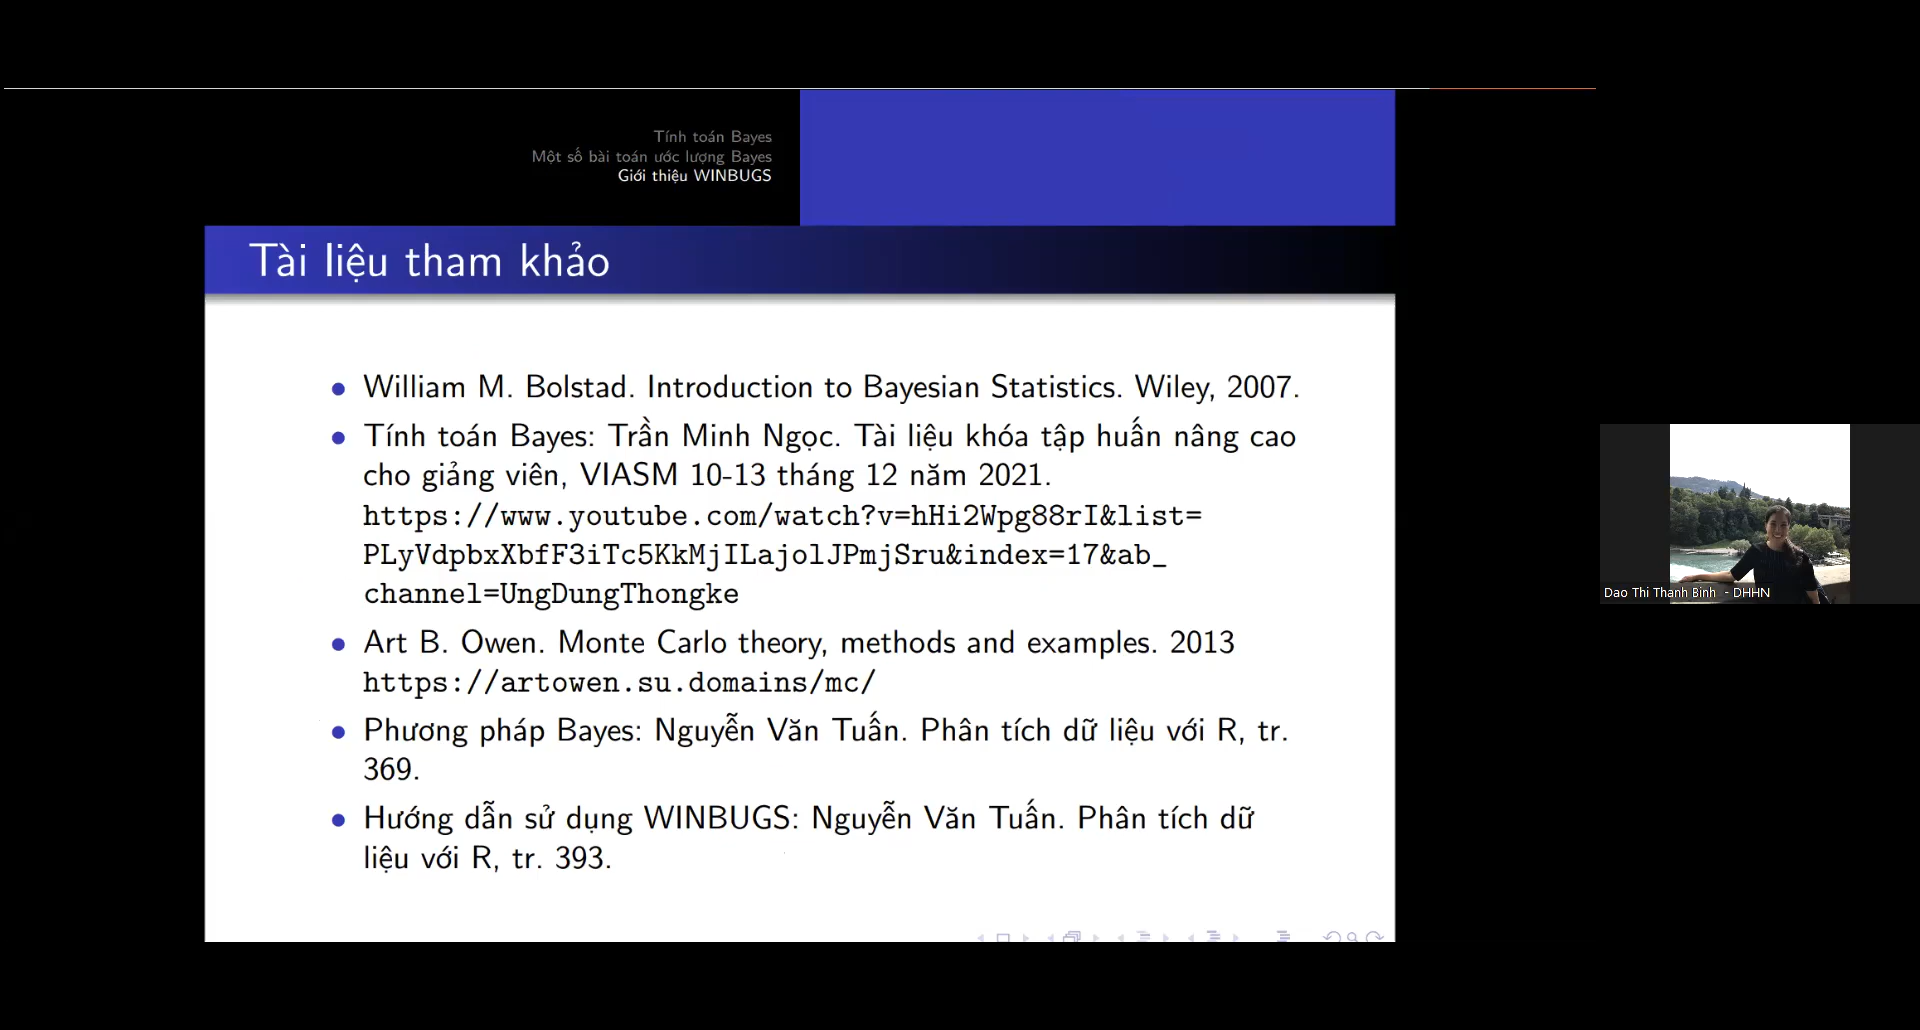 Tính toán Bayes
Một số bài toán ước lượng Bayes
Giới thiệu WINBUGS
Tài liệu tham khảo
William M. Bolstad. Introduction to Bayesian Statistics. Wiley, 2007.
Tính toán Bayes: Trần Minh Ngọc. Tài liệu khóa tập huấn nâng cao
cho giảng viên, VIASM 10-13 tháng 12 năm 2021.
https://www.youtube.com/watch?v=hHi2Wpg88rI&list=
PLyVdpbxXbfF3iTc5KkMjILajolJPmjSru&index=17&ab_
channel=UngDungThongke
Art B. Owen. Monte Carlo theory, methods and examples. 2013
https://artowen.su.domains/mc/
Phương pháp Bayes: Nguyễn Văn Tuấn. Phân tích dữ liệu với R, tr.
369.
Hướng dẫn sử dụng WINBUGS: Nguyễn Văn Tuấn. Phân tích dữ
liệu với R, tr. 393.
Dao Thi Thanh Binh - DHHN